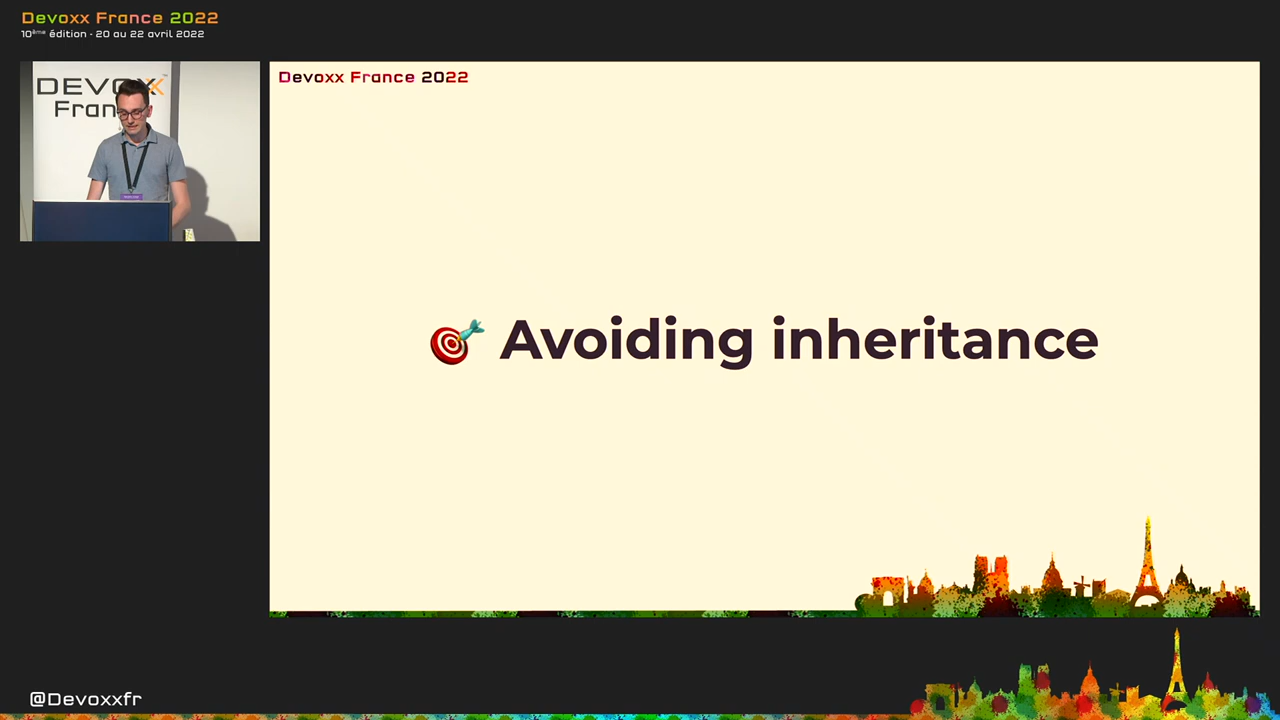 Devoxx France 2022
10ème édition - 20 au 22 avril 2022
DEVOXX
Fran
Devoxx France 2022
🎯 Avoiding inheritance
@Devoxxfr